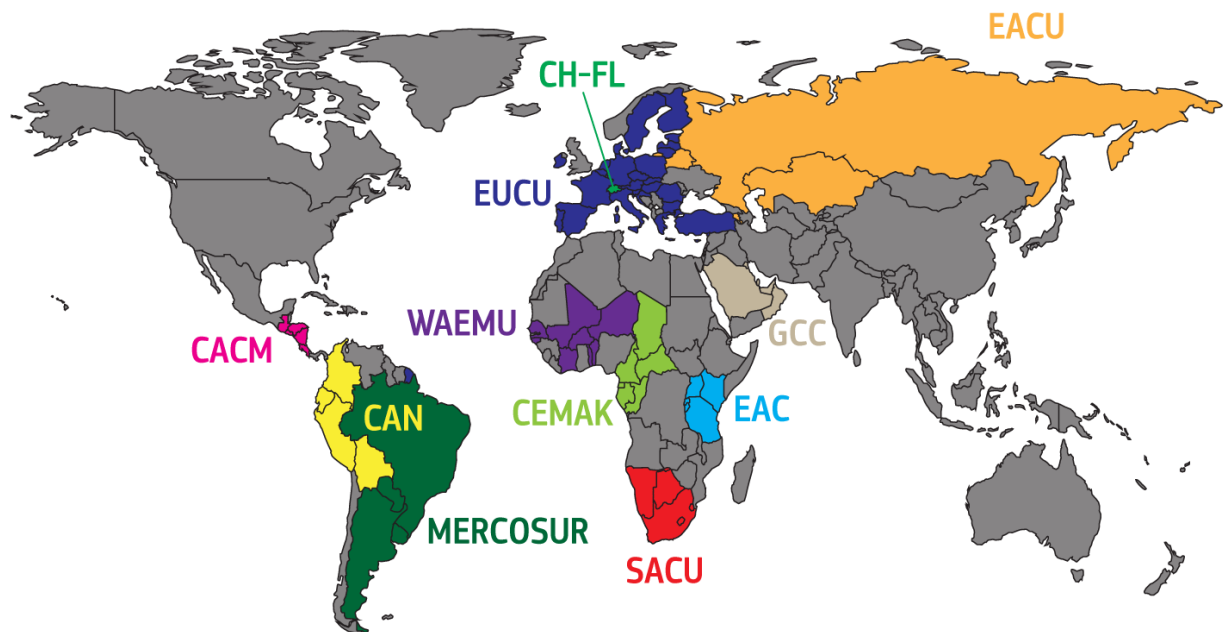 EACU
CH-FL
EUCU
WAEMU
GCC
CACM
CAN
CEMAK
EAC
MERCOSUR
SACU